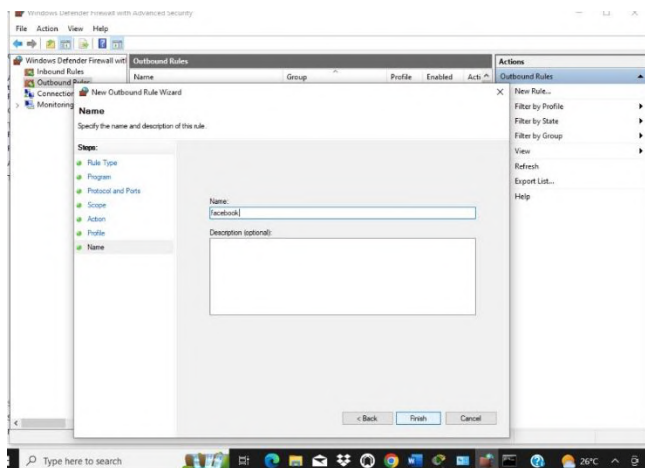 Windows Defender Firewall with Advanced Security
File Action View Help
Windows Defender Firewall with
Inbound Rules
Outbound Rules
Connection
Monitoring
Outbound Rules
Name Group Profile Enabled Acti
New Outbound Rule Wizard
Name
Specify the name and description of this rule.
Steps:
Rule Type
Program
Protocol and Ports
Scope
Action
Profile
Name
Name:
facebook
Description (optional):
< Back Finish Cancel
Actions
Outbound Rules
New Rule...
Filter by Profile
Filter by State
Filter by Group
View
Refresh
Export List...
Help
Type here to search
26°C